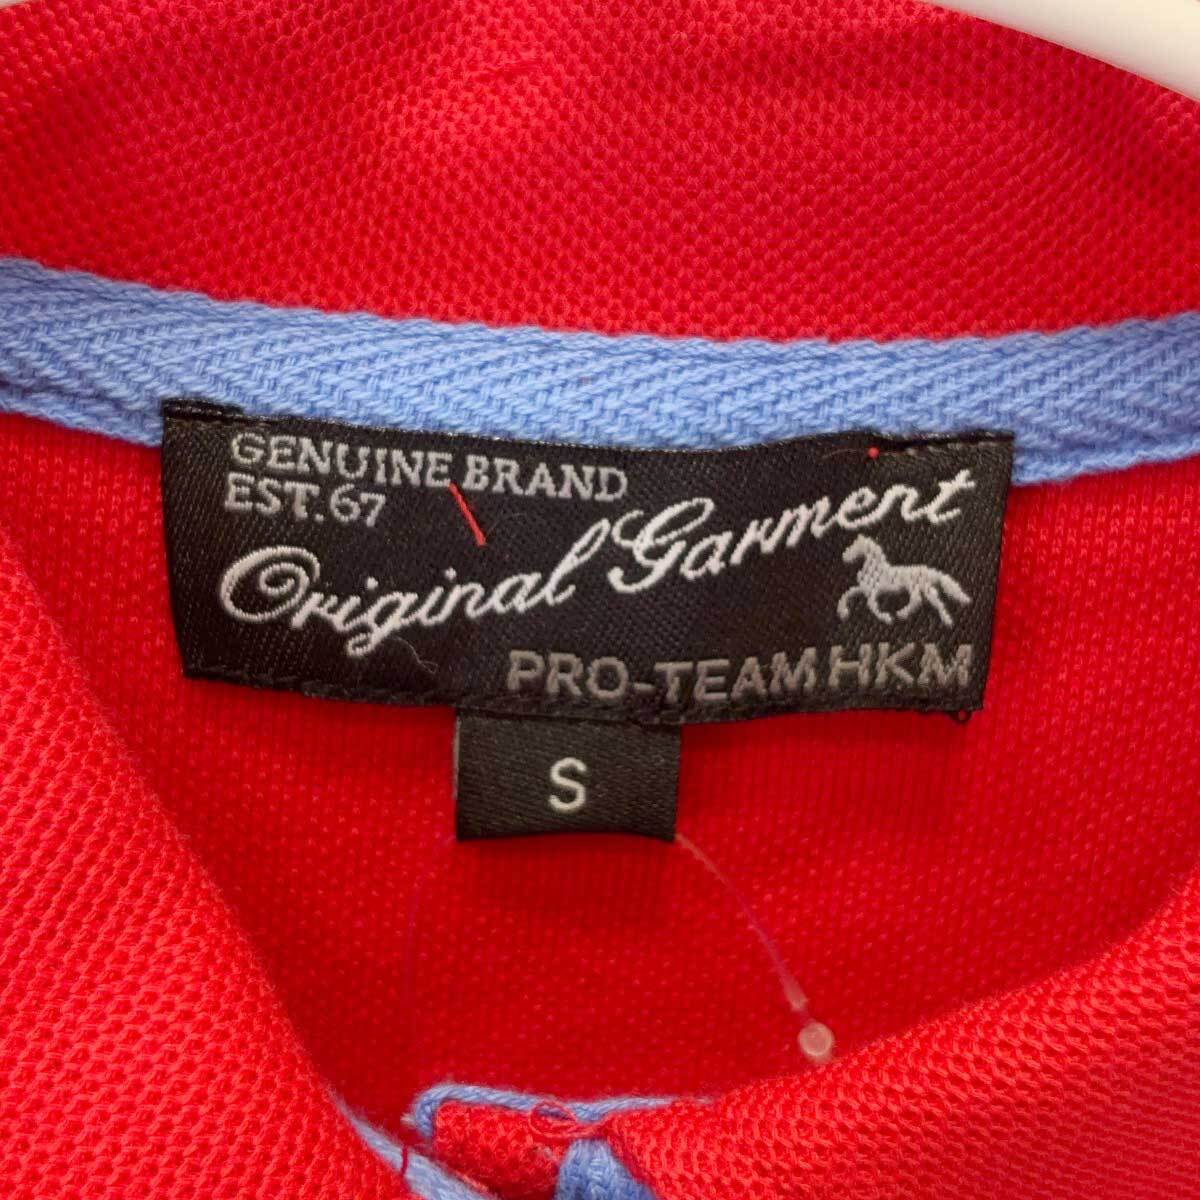 GENUINE BRAND
EST.67
Original Garment
PRO-TEAM HKM
S